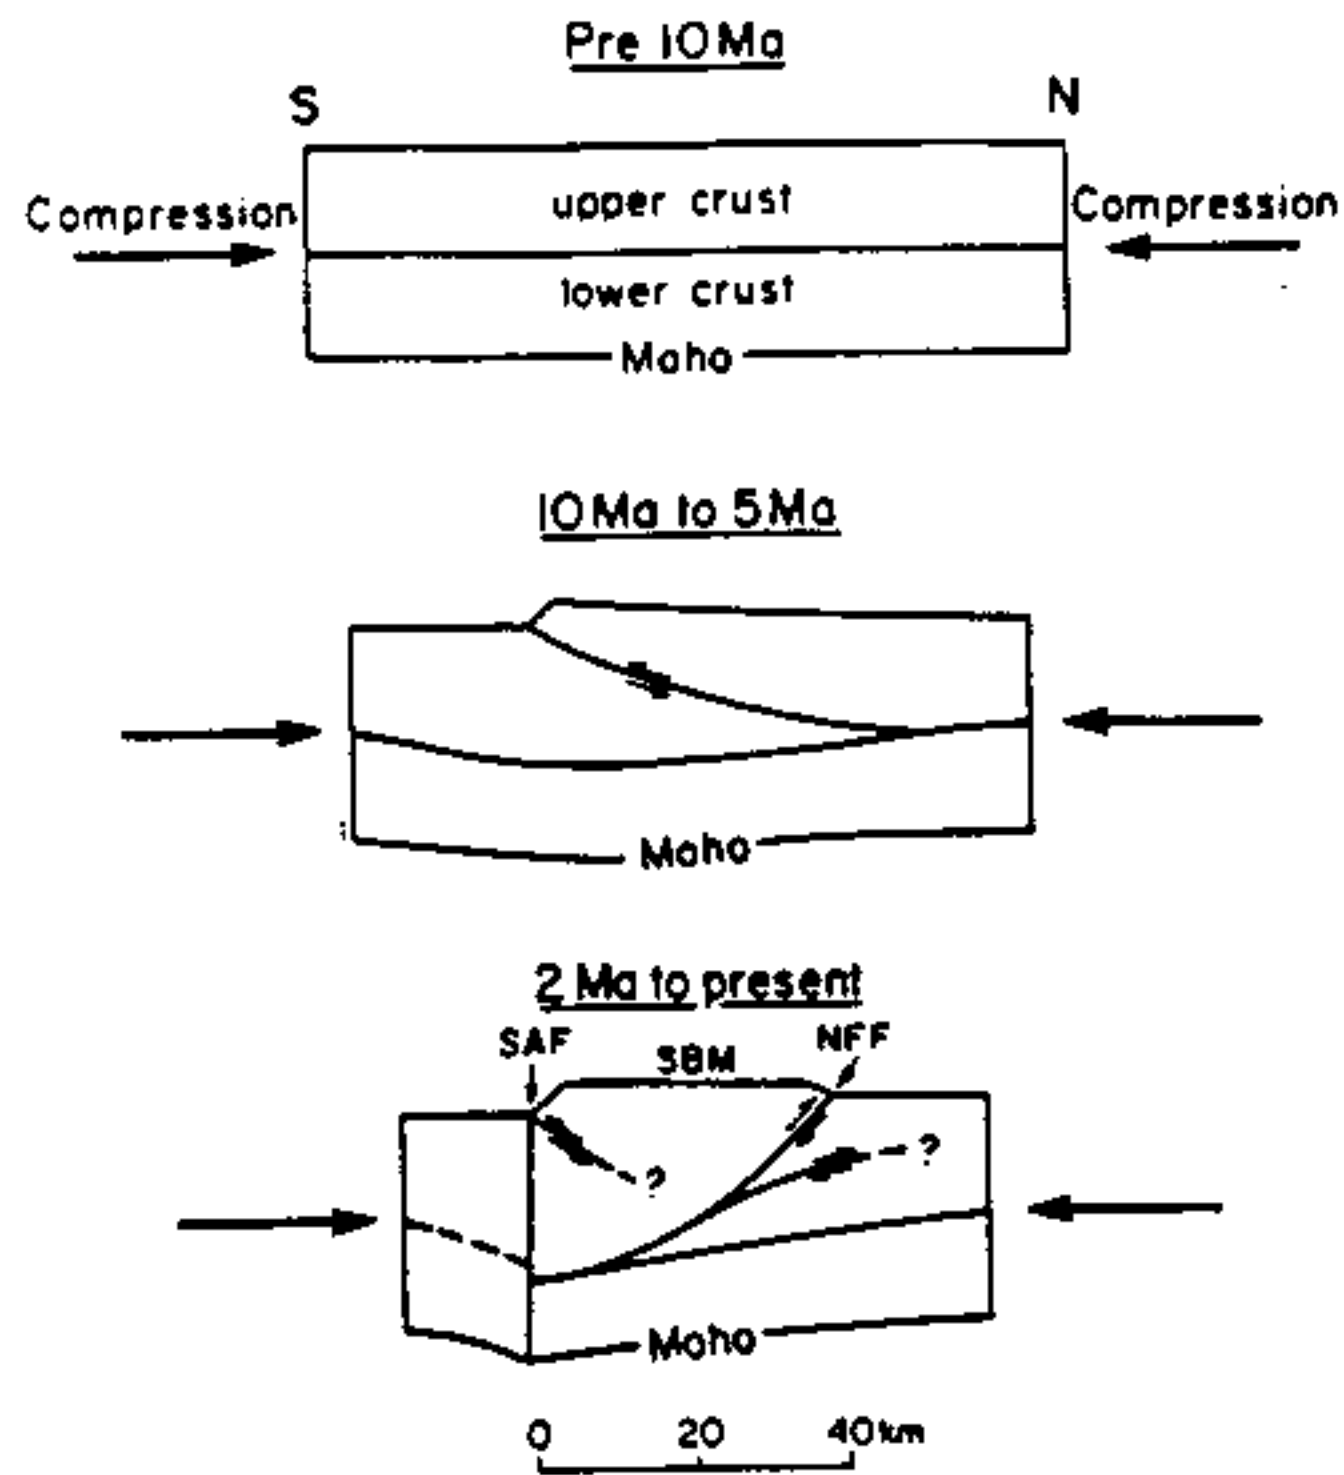 Pre 10Ma
S N
Compression upper crust Compression
lower crust
Moho
10Ma to 5Ma
Moho
2 Ma to present
SAF SBM NFF
?
?
Moho
0 20 40km